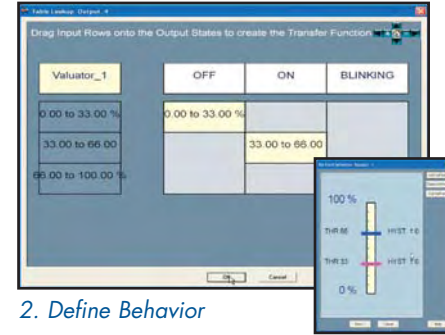 Table Lookup: Output 4
Drag Input Rows onto the Output States to create the Transfer Function
Valuator_1
OFF
ON
BLINKING
0.00 to 33.00 %
0.00 to 33.00 %
33.00 to 66.00
33.00 to 66.00
66.00 to 100.00 %
OK
Cancel
100 %
THR 66
HYST 10
THR 33
HYST 10
0 %
2. Define Behavior